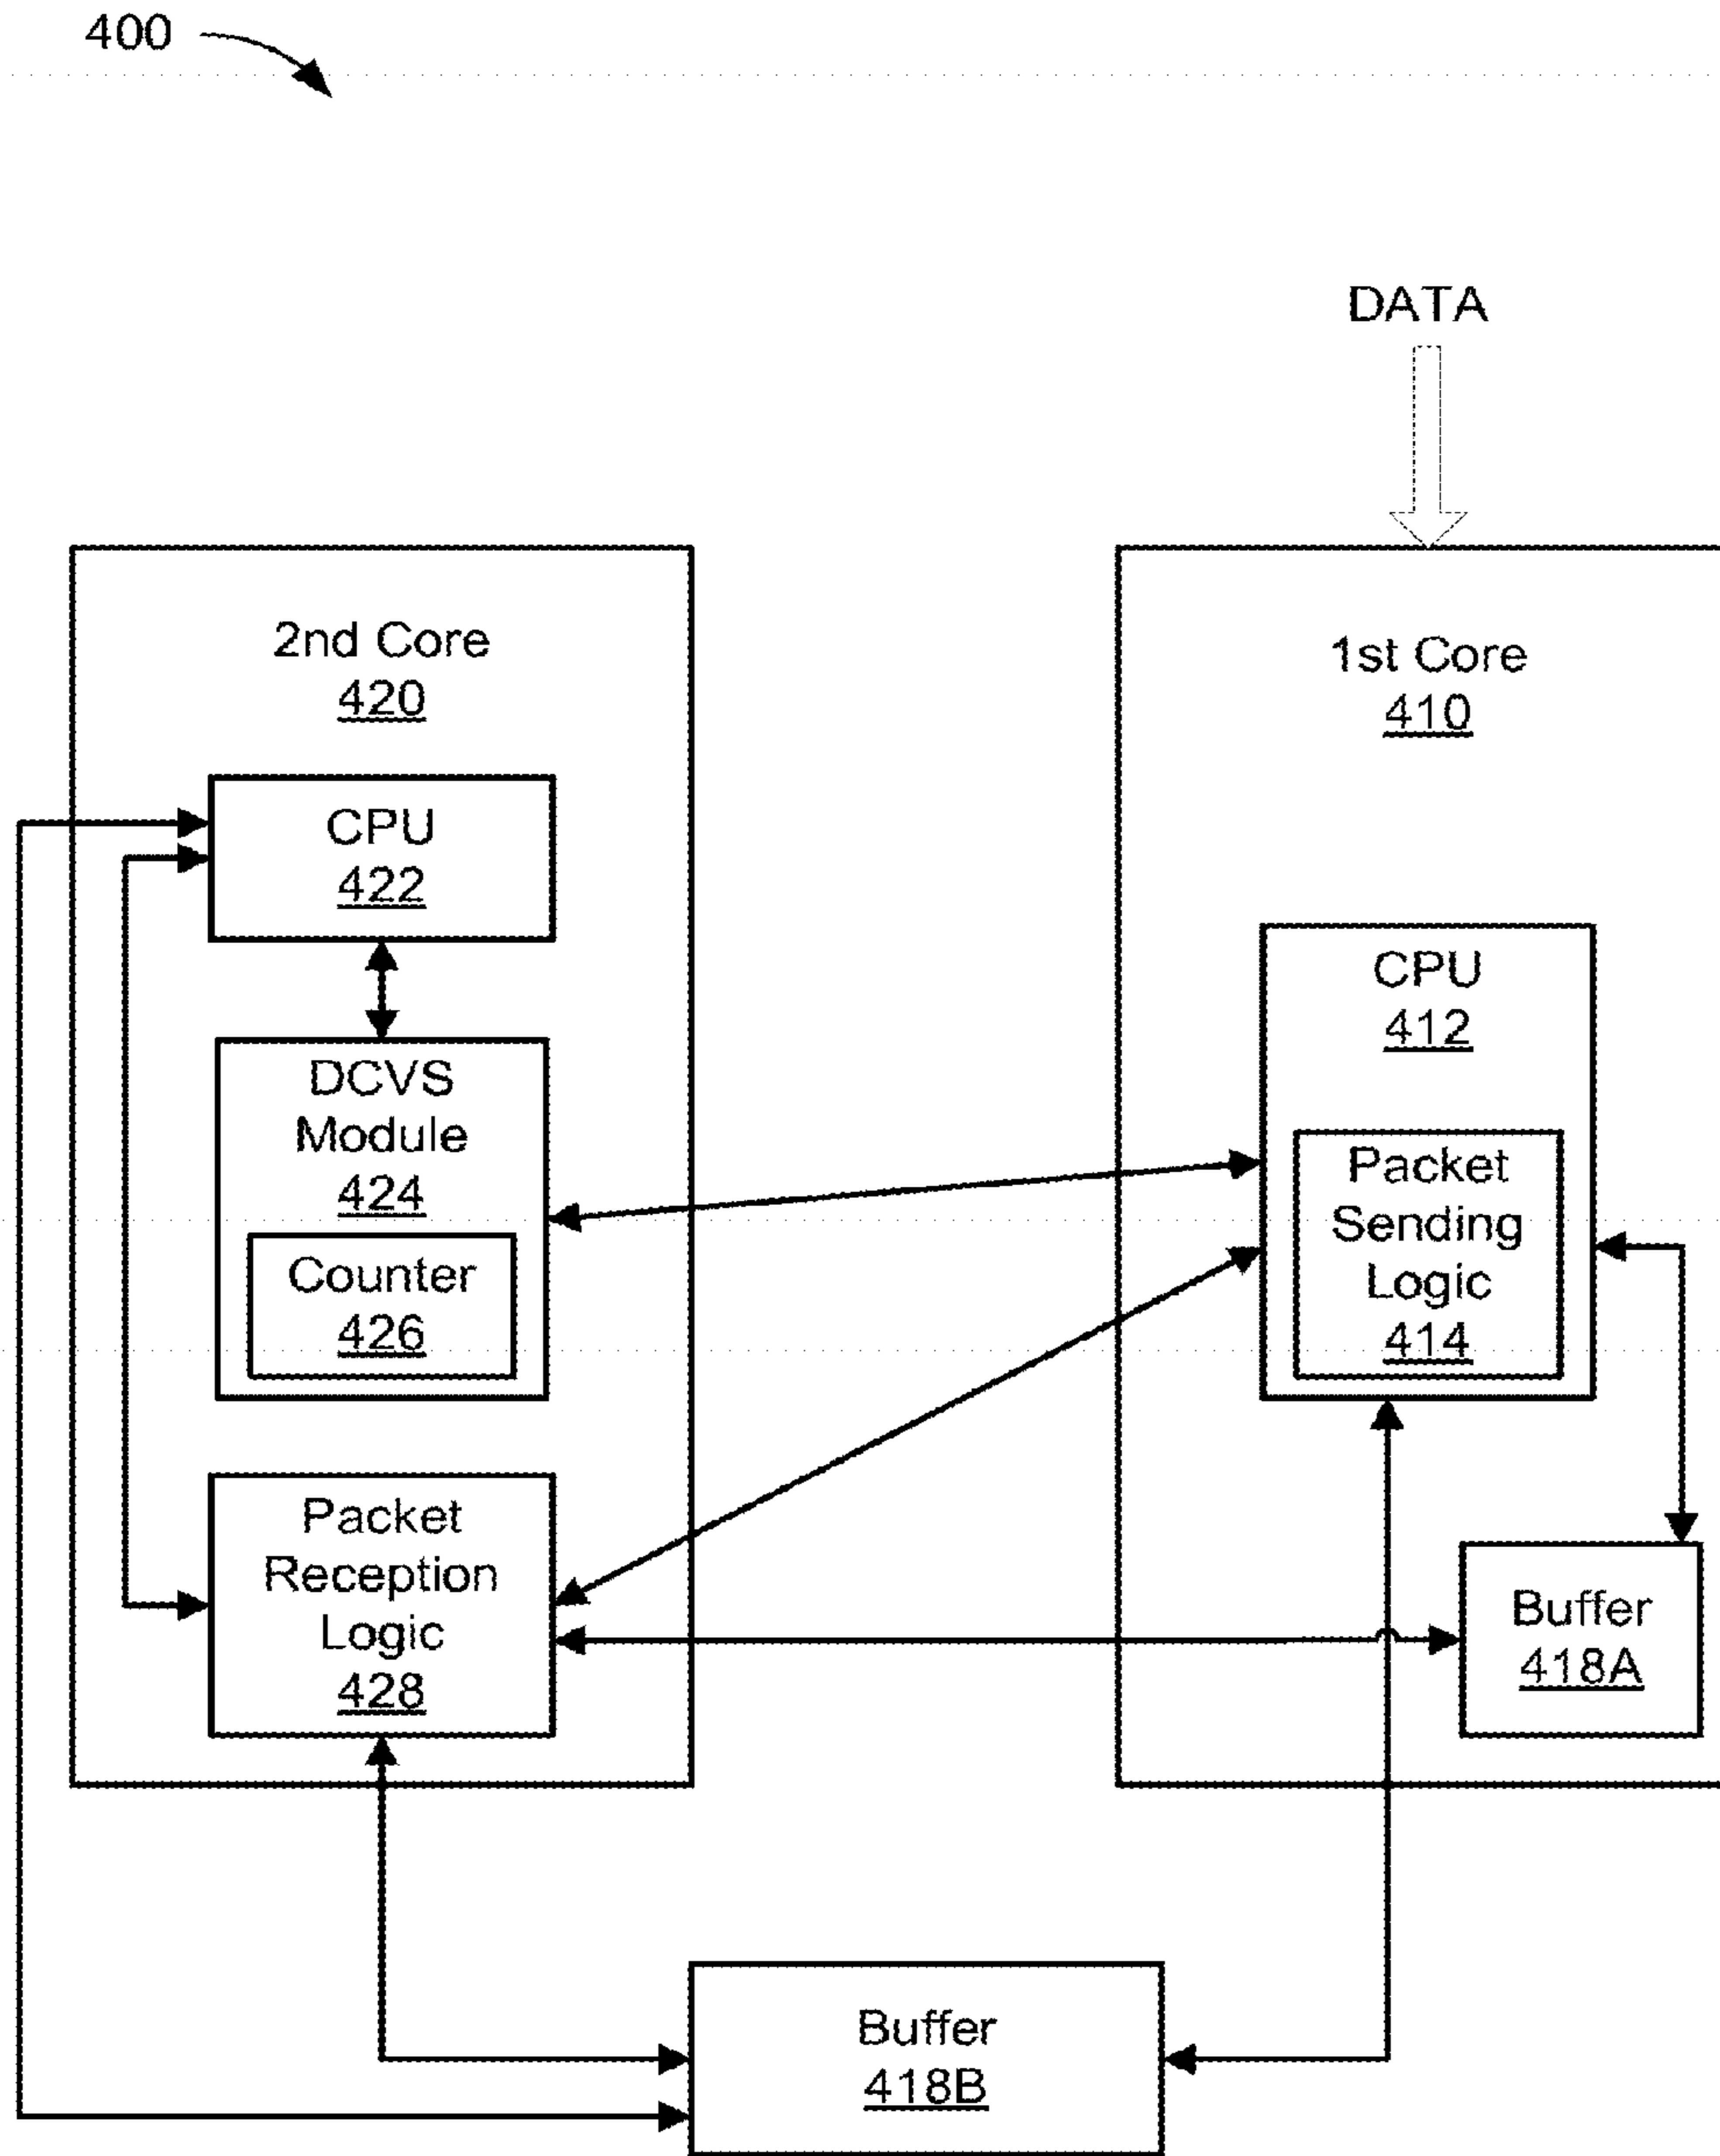 400
DATA
2nd Core
420
CPU
422
DCVS
Module
424
Counter
426
Packet
Reception
Logic
428
1st Core
410
CPU
412
Packet
Sending
Logic
414
Buffer
418A
Buffer
418B